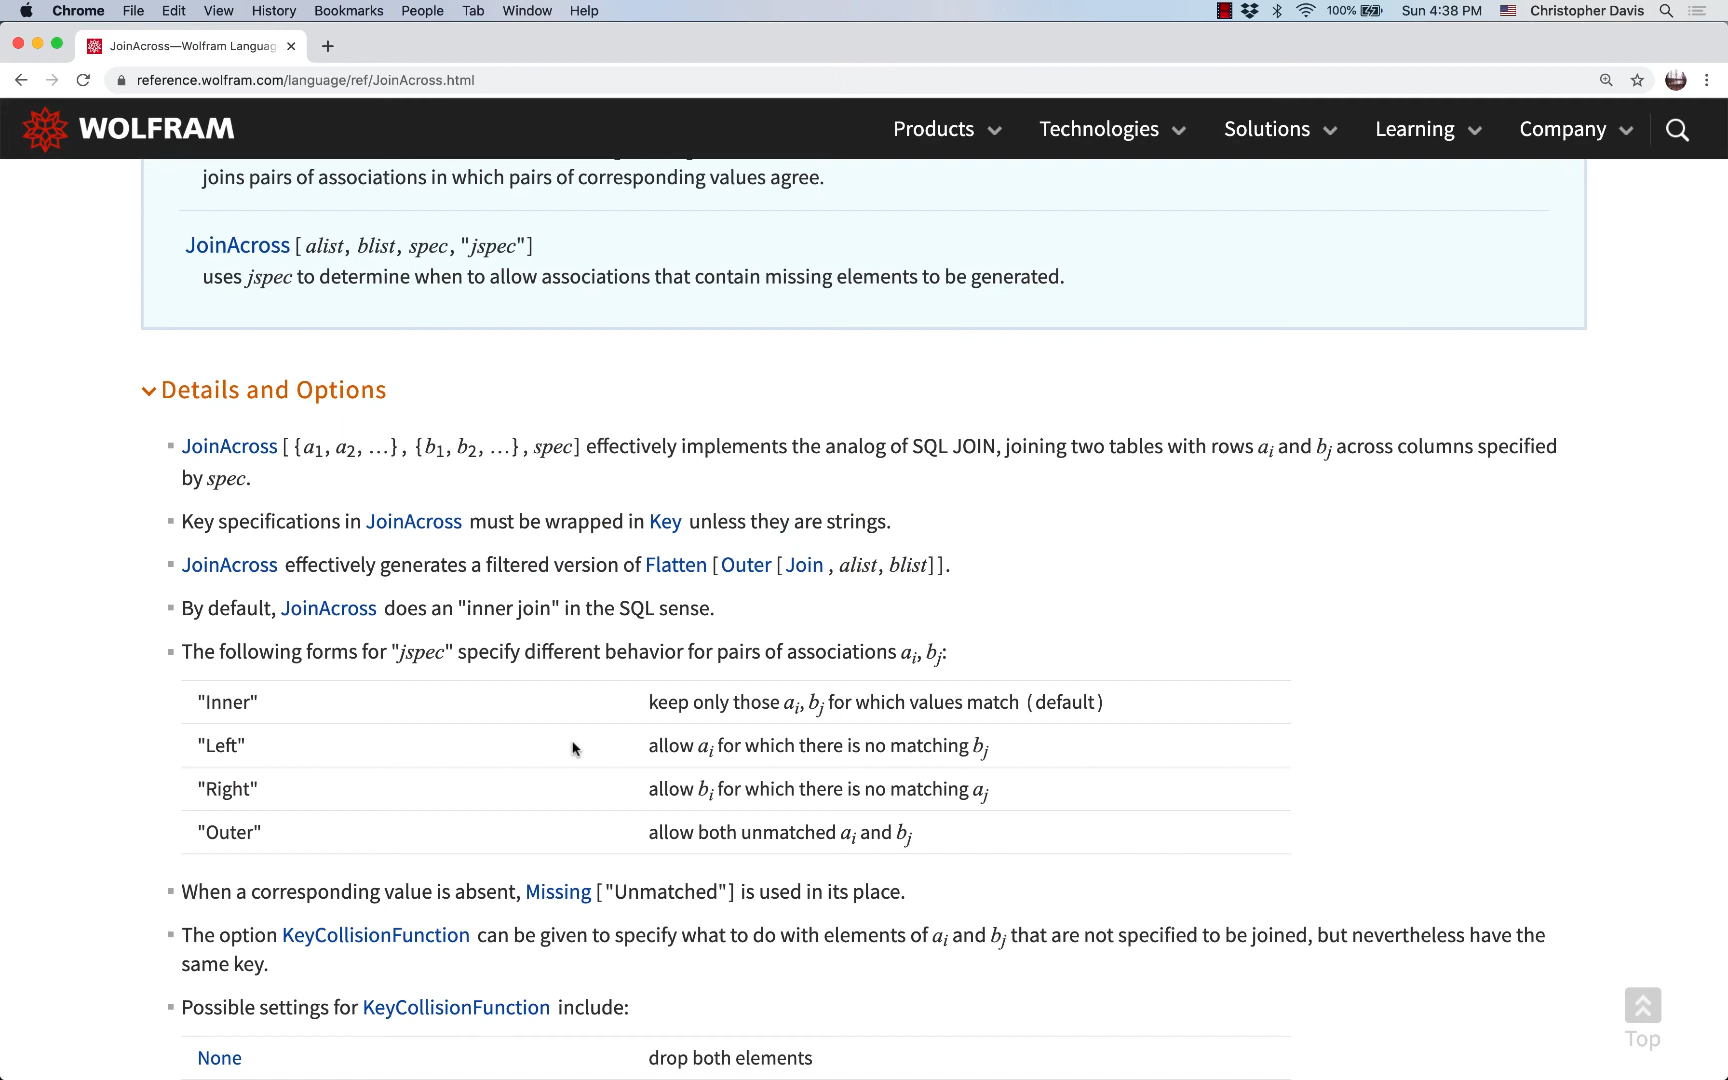 Chrome File Edit View History Bookmarks People Tab Window Help 100% Sun 4:38 PM Christopher Davis
JoinAcross—Wolfram Languag
reference.wolfram.com/language/ref/JoinAcross.html
WOLFRAM Products Technologies Solutions Learning Company
joins pairs of associations in which pairs of corresponding values agree.
JoinAcross[alist, blist, spec, "jspec"]
uses jspec to determine when to allow associations that contain missing elements to be generated.
Details and Options
JoinAcross[{a1, a2, …}, {b1, b2, …}, spec] effectively implements the analog of SQL JOIN, joining two tables with rows ai and bj across columns specified
by spec.
Key specifications in JoinAcross must be wrapped in Key unless they are strings.
JoinAcross effectively generates a filtered version of Flatten[Outer[Join, alist, blist]].
By default, JoinAcross does an "inner join" in the SQL sense.
The following forms for "jspec" specify different behavior for pairs of associations ai, bj:
"Inner" keep only those ai, bj for which values match (default)
"Left" allow ai for which there is no matching bj
"Right" allow bi for which there is no matching aj
"Outer" allow both unmatched ai and bj
When a corresponding value is absent, Missing["Unmatched"] is used in its place.
The option KeyCollisionFunction can be given to specify what to do with elements of ai and bj that are not specified to be joined, but nevertheless have the
same key.
Possible settings for KeyCollisionFunction include:
Top
None drop both elements